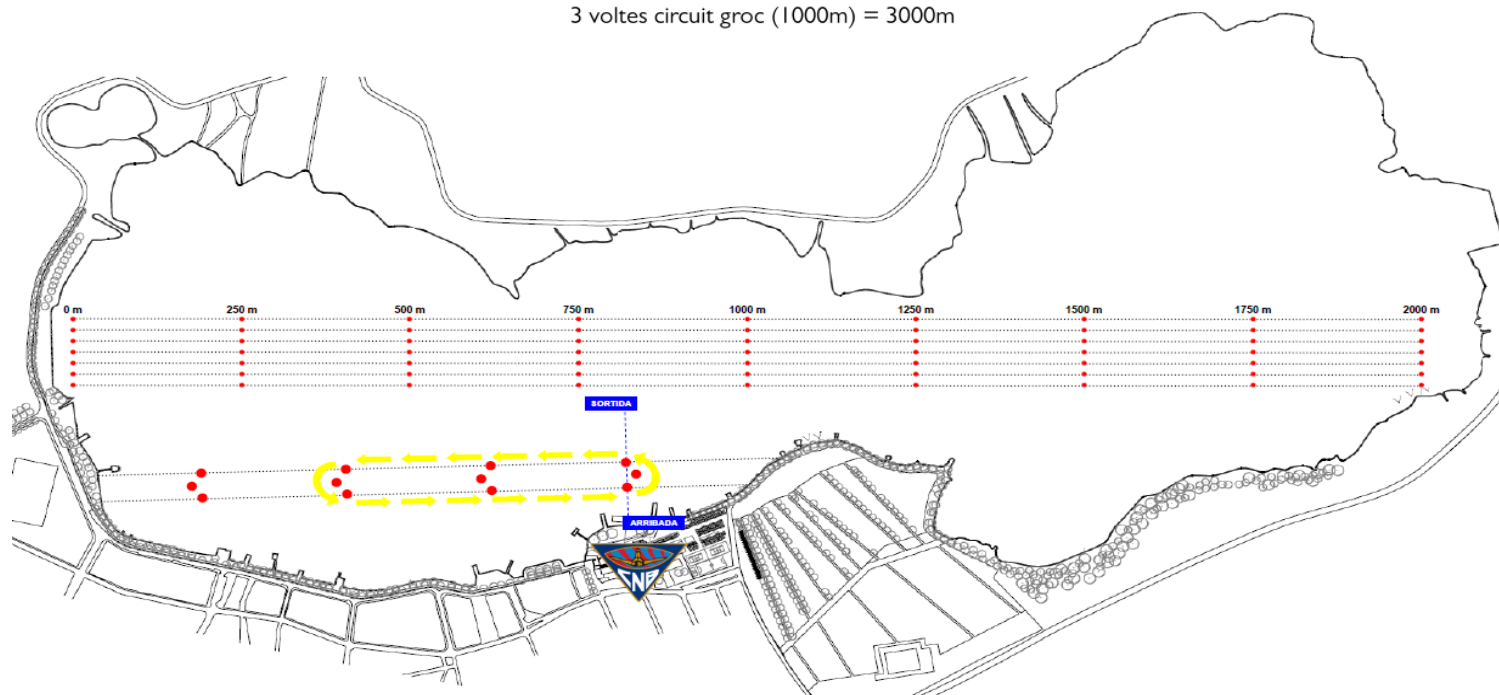 3 voltes circuit groc (1000m) = 3000m
0 m 250 m 500 m 750 m 1000 m 1250 m 1500 m 1750 m 2000 m
SORTIDA
ARRIBADA
CNB